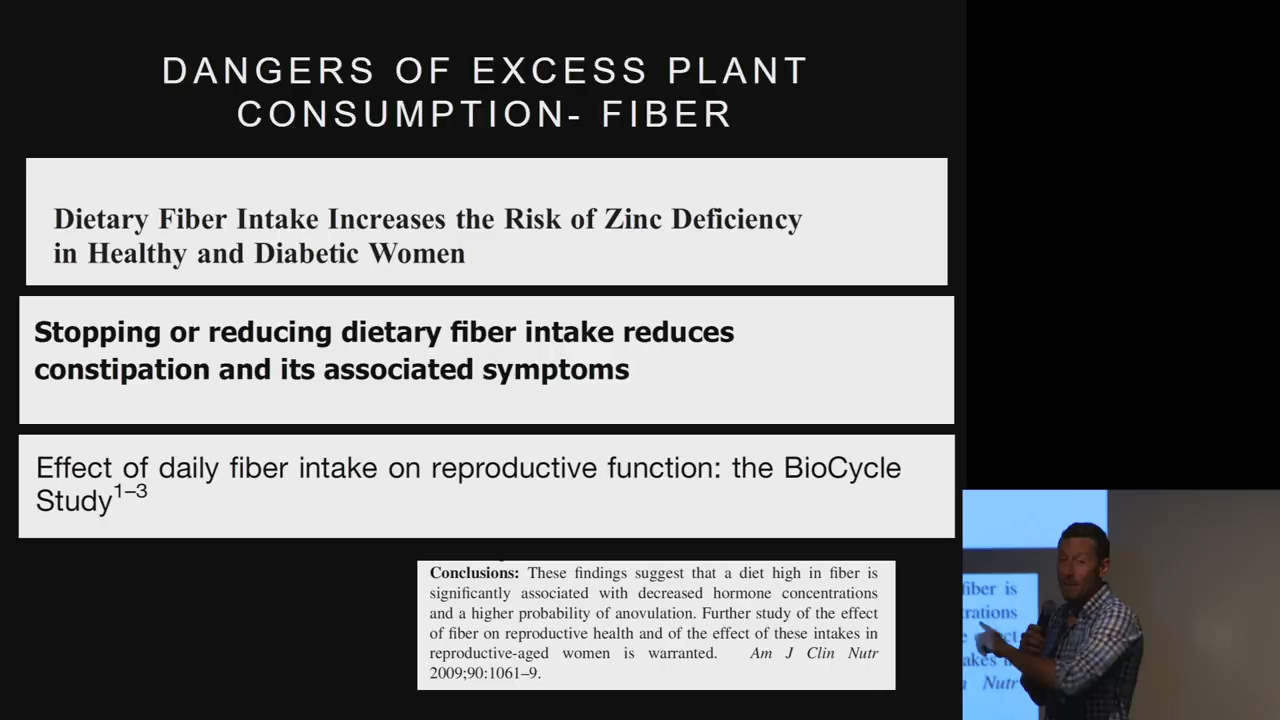 DANGERS OF EXCESS PLANT
CONSUMPTION- FIBER
Dietary Fiber Intake Increases the Risk of Zinc Deficiency
in Healthy and Diabetic Women
Stopping or reducing dietary fiber intake reduces
constipation and its associated symptoms
Effect of daily fiber intake on reproductive function: the BioCycle
Study1–3
Conclusions: These findings suggest that a diet high in fiber is
significantly associated with decreased hormone concentrations
and a higher probability of anovulation. Further study of the effect
of fiber on reproductive health and of the effect of these intakes in
reproductive-aged women is warranted. Am J Clin Nutr
2009;90:1061–9.
fiber is
trations
Nutr